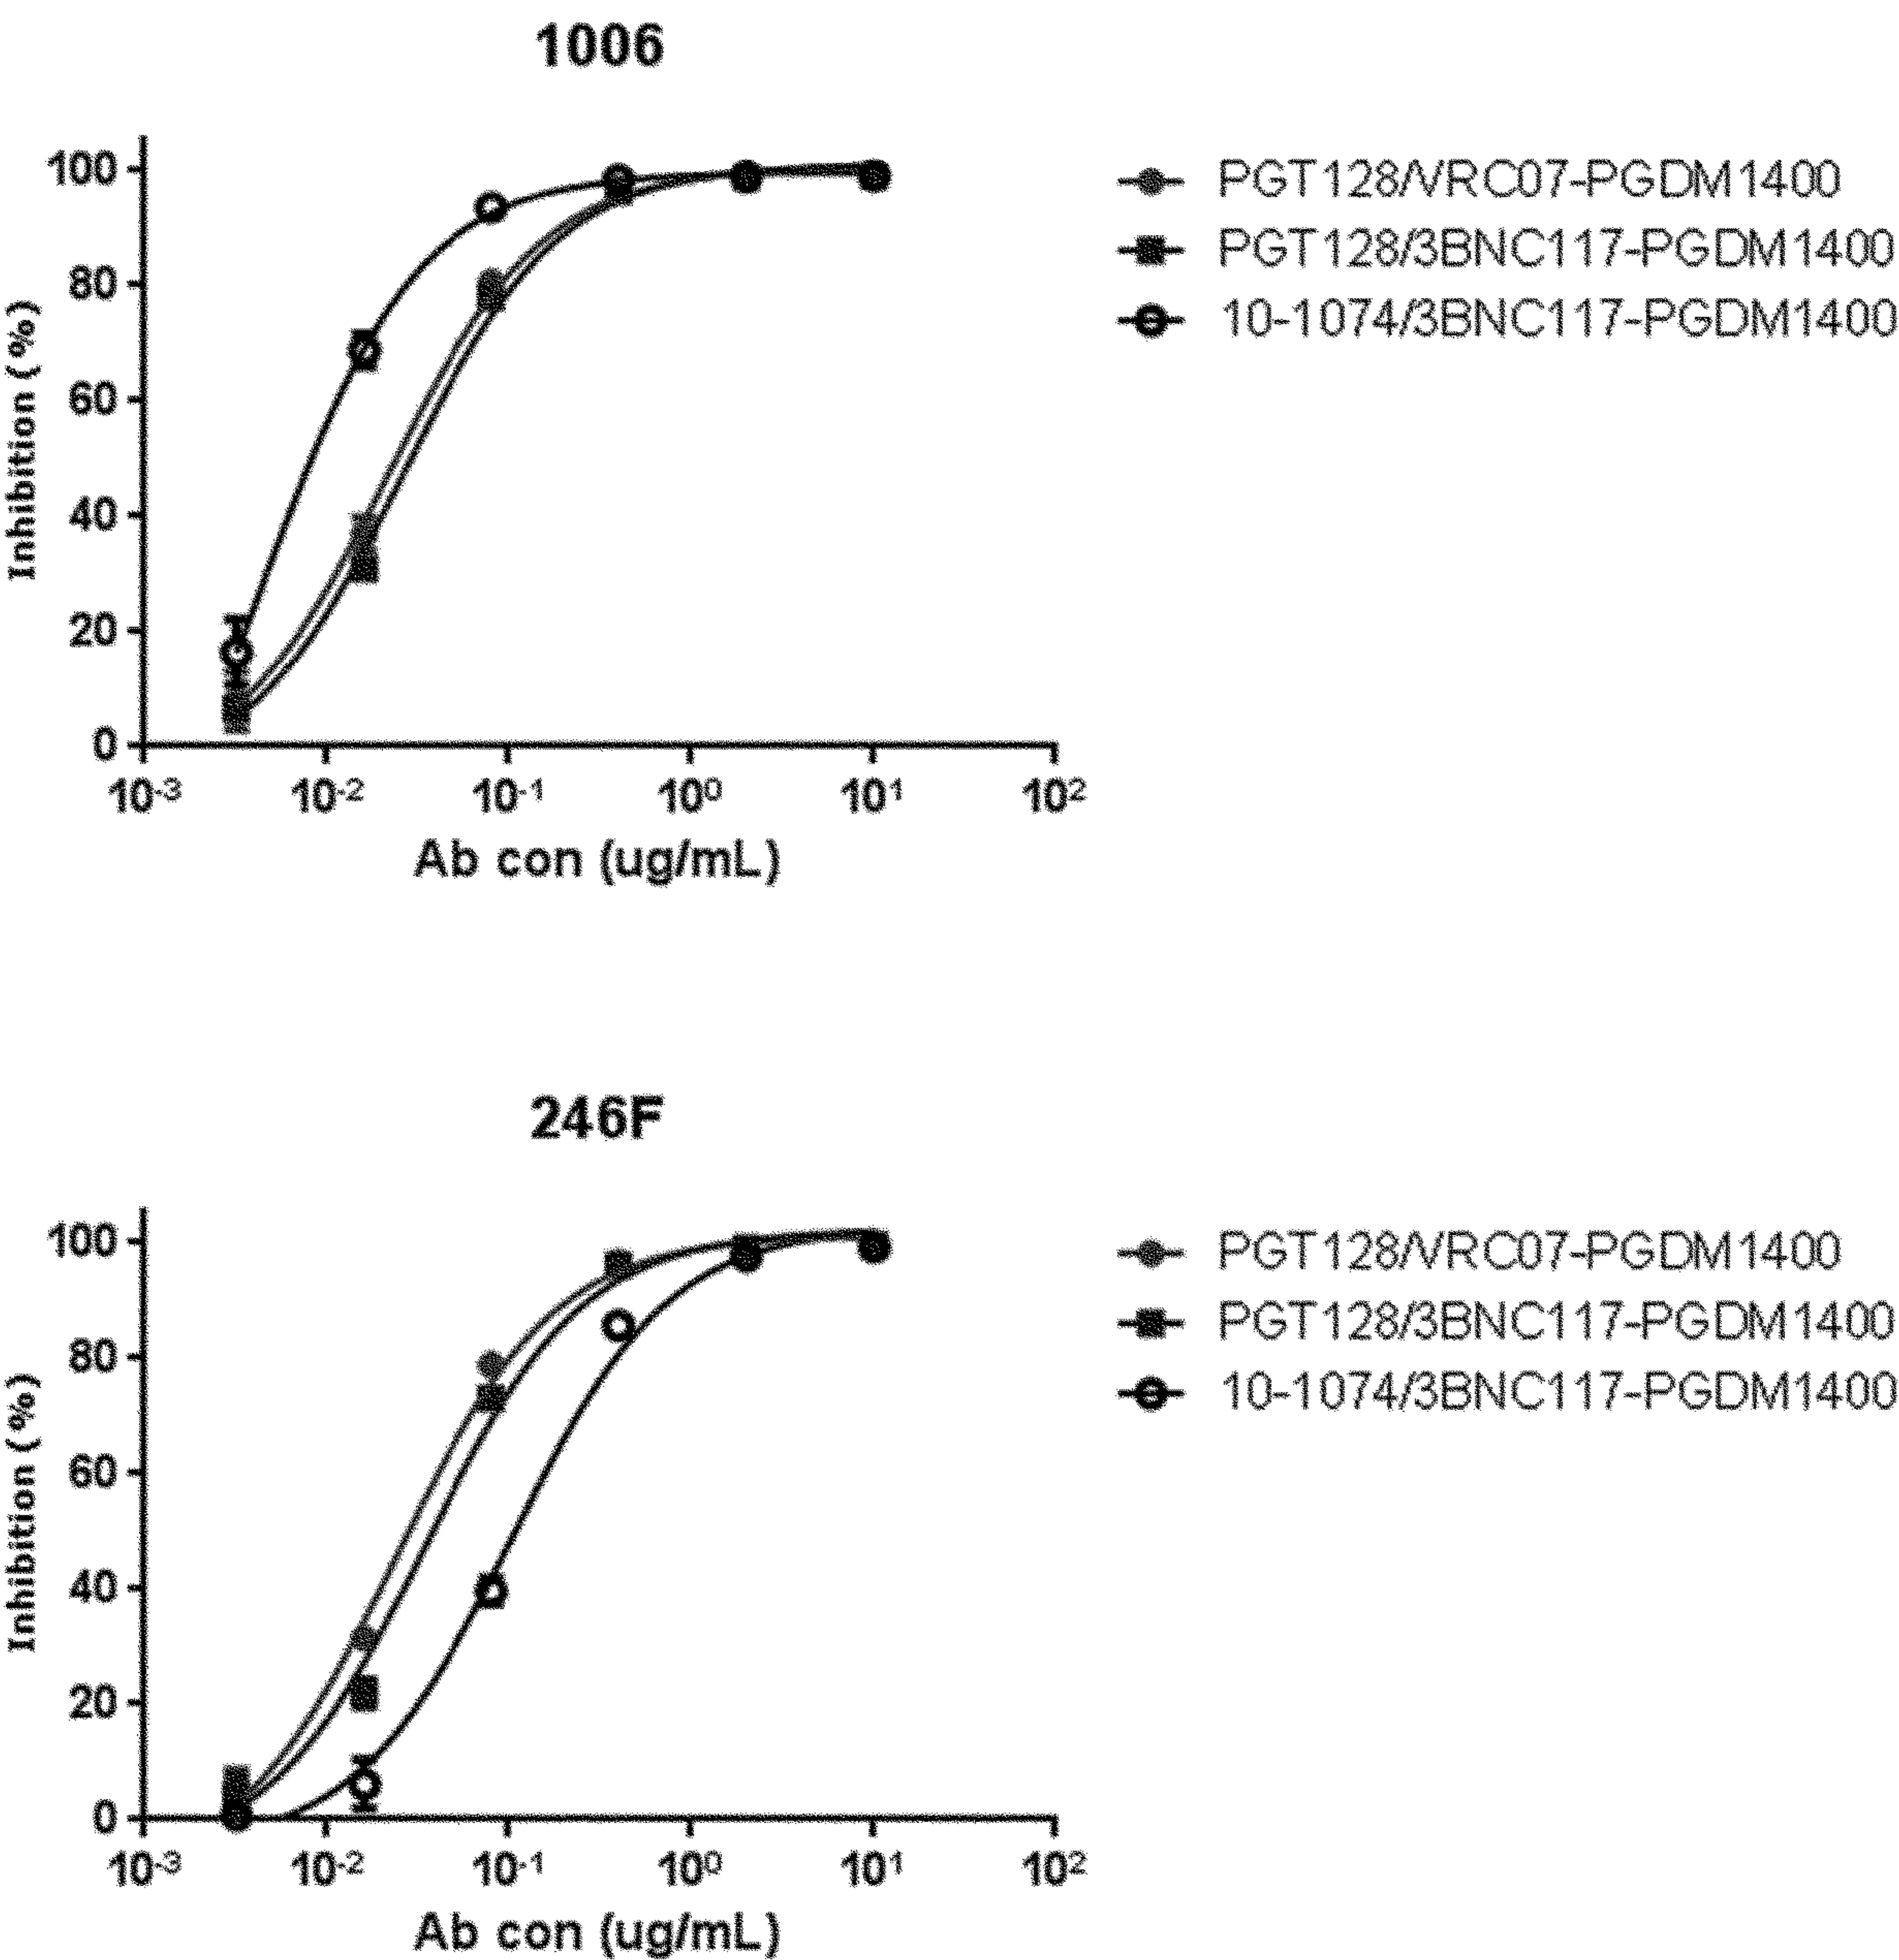 1006
Inhibition (%)
100
80
60
40
20
0
10-3 10-2 10-1 100 101 102
Ab con (ug/mL)
PGT128/VRC07-PGDM1400
PGT128/3BNC117-PGDM1400
10-1074/3BNC117-PGDM1400
246F
Inhibition (%)
100
80
60
40
20
0
10-3 10-2 10-1 100 101 102
Ab con (ug/mL)
PGT128/VRC07-PGDM1400
PGT128/3BNC117-PGDM1400
10-1074/3BNC117-PGDM1400